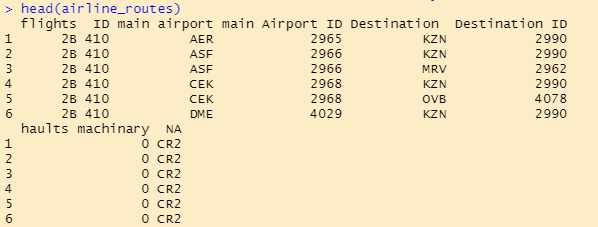 > head(airline_routes)
flights ID main airport main Airport ID Destination Destination ID
1 2B 410 AER 2965 KZN 2990
2 2B 410 ASF 2966 KZN 2990
3 2B 410 ASF 2966 MRV 2962
4 2B 410 CEK 2968 KZN 2990
5 2B 410 CEK 2968 OVB 4078
6 2B 410 DME 4029 KZN 2990
haults machinary NA
1 0 CR2
2 0 CR2
3 0 CR2
4 0 CR2
5 0 CR2
6 0 CR2